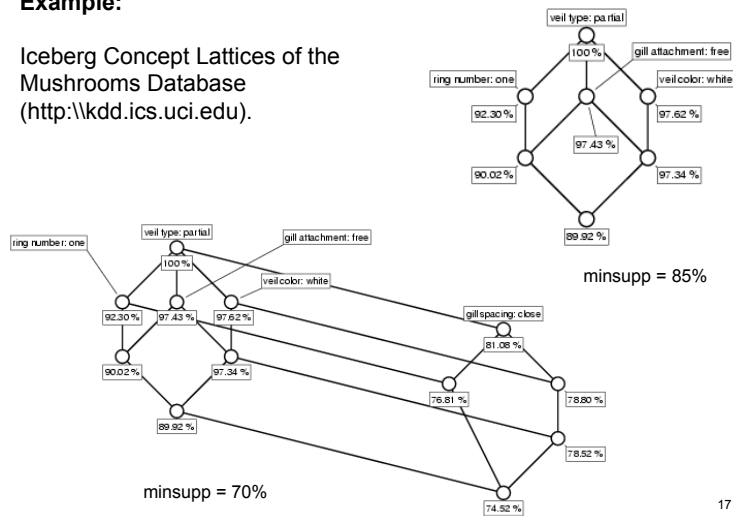 Example:
Iceberg Concept Lattices of the
Mushrooms Database
(http:\\kdd.ics.uci.edu).
veil type: partial
100 %
gill attachment: free
ring number: one
veil color: white
92.30 %
97.62 %
97.43 %
90.02 %
97.34 %
89.92 %
minsupp = 85%
veil type: partial
ring number: one
gill attachment: free
100 %
veil color: white
92.30 %
97.43 %
97.62 %
gill spacing: close
81.08 %
90.02 %
97.34 %
76.81 %
78.80 %
89.92 %
78.52 %
minsupp = 70%
74.52 %
17